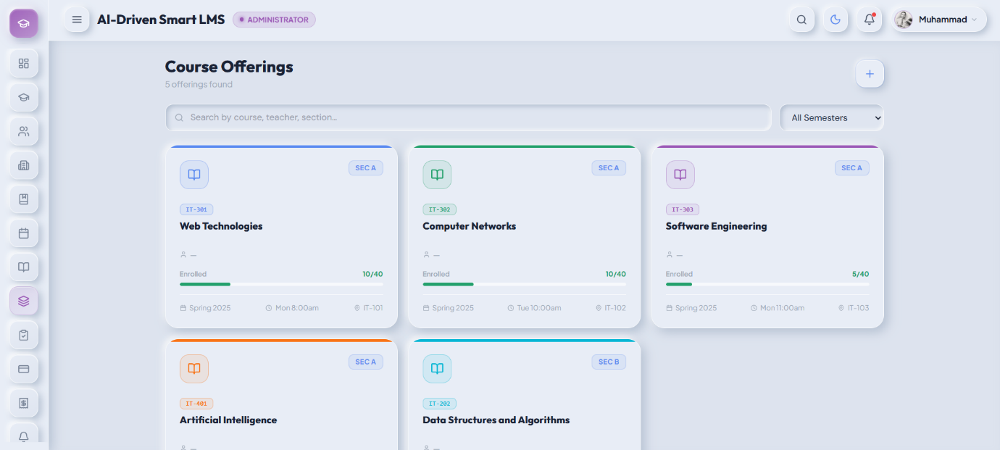 AI-Driven Smart LMS
ADMINISTRATOR
Muhammad
Course Offerings
5 offerings found
Search by course, teacher, section...
All Semesters
SEC A
IT-301
Web Technologies
—
Enrolled 10/40
Spring 2025 Mon 8:00am IT-101
SEC A
IT-302
Computer Networks
—
Enrolled 10/40
Spring 2025 Tue 10:00am IT-102
SEC A
IT-303
Software Engineering
—
Enrolled 5/40
Spring 2025 Mon 11:00am IT-103
SEC A
IT-401
Artificial Intelligence
—
SEC B
IT-202
Data Structures and Algorithms
—